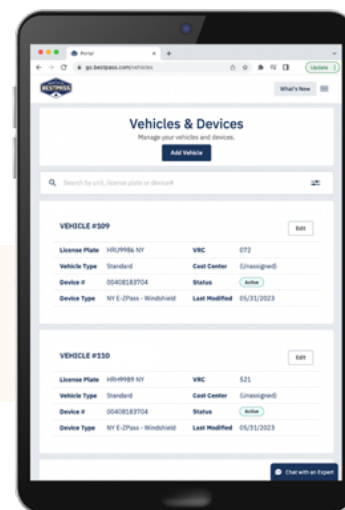 Portal
go.bestpass.com/vehicles
Update
BESTPASS
What's New
Vehicles & Devices
Manage your vehicles and devices.
Add Vehicle
Search by unit, license plate or device#
VEHICLE #109
Edit
License Plate HRU9986 NY VRC 072
Vehicle Type Standard Cost Center (Unassigned)
Device # 00408183704 Status Active
Device Type NY E-ZPass - Windshield Last Modified 05/31/2023
VEHICLE #110
Edit
License Plate HRH9989 NY VRC 521
Vehicle Type Standard Cost Center (Unassigned)
Device # 00408183704 Status Active
Device Type NY E-ZPass - Windshield Last Modified 05/31/2023
Chat with an Expert